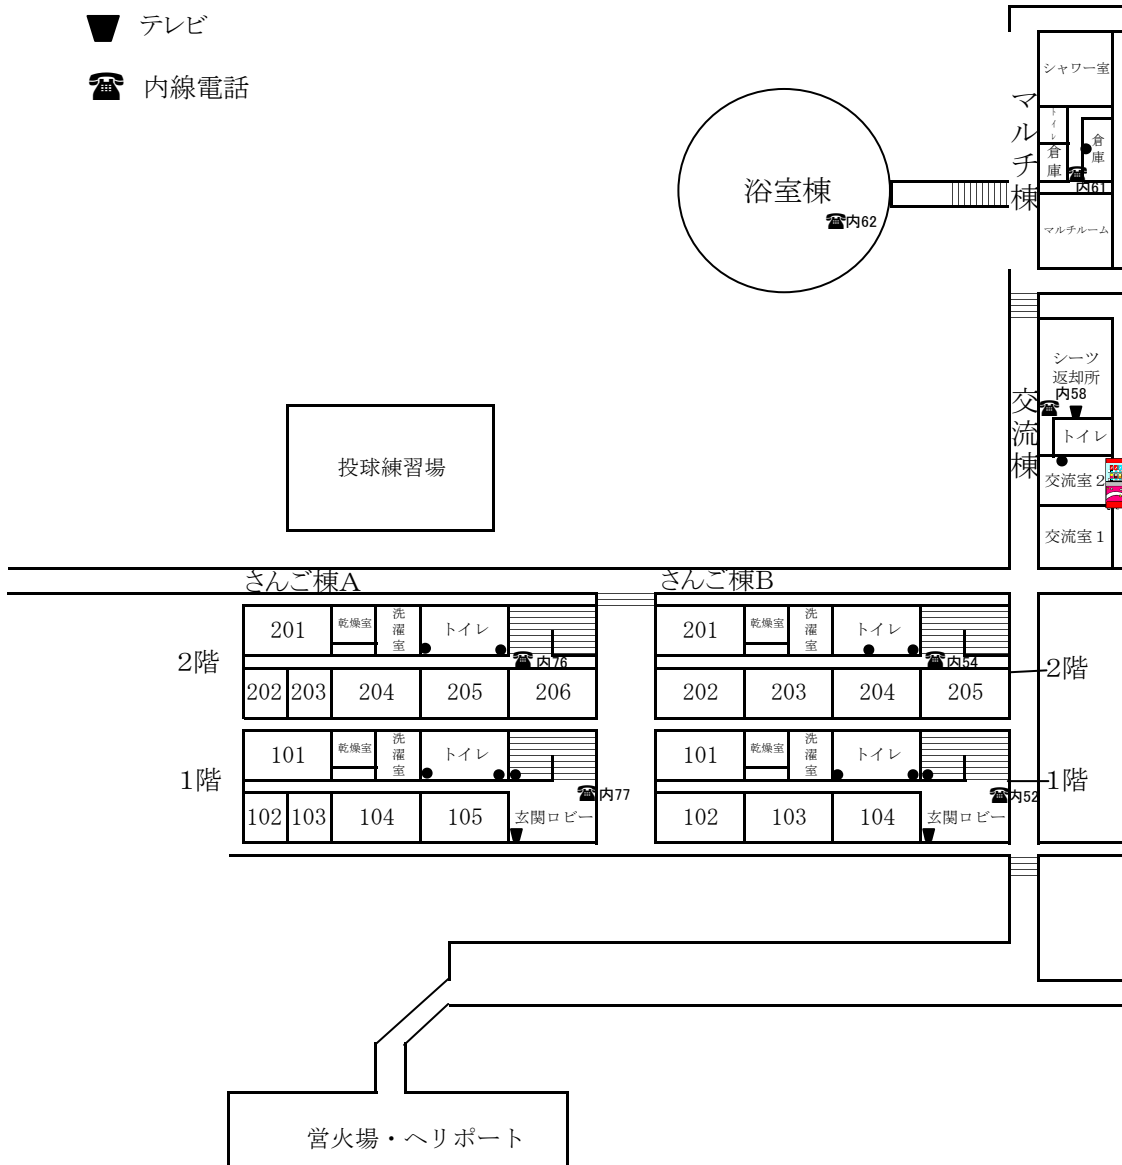 テレビ
内線電話
シャワー室
マルチ棟
トイレ
倉庫
倉庫
内61
マルチルーム
浴室棟
内62
シーツ
返却所
内58
交流棟
トイレ
交流室2
交流室1
投球練習場
さんご棟A
さんご棟B
2階
201
乾燥室
洗濯室
トイレ
内76
202
203
204
205
206
201
乾燥室
洗濯室
トイレ
内54
202
203
204
205
2階
1階
101
乾燥室
洗濯室
トイレ
内77
102
103
104
105
玄関ロビー
101
乾燥室
洗濯室
トイレ
内52
102
103
104
玄関ロビー
1階
営火場・ヘリポート